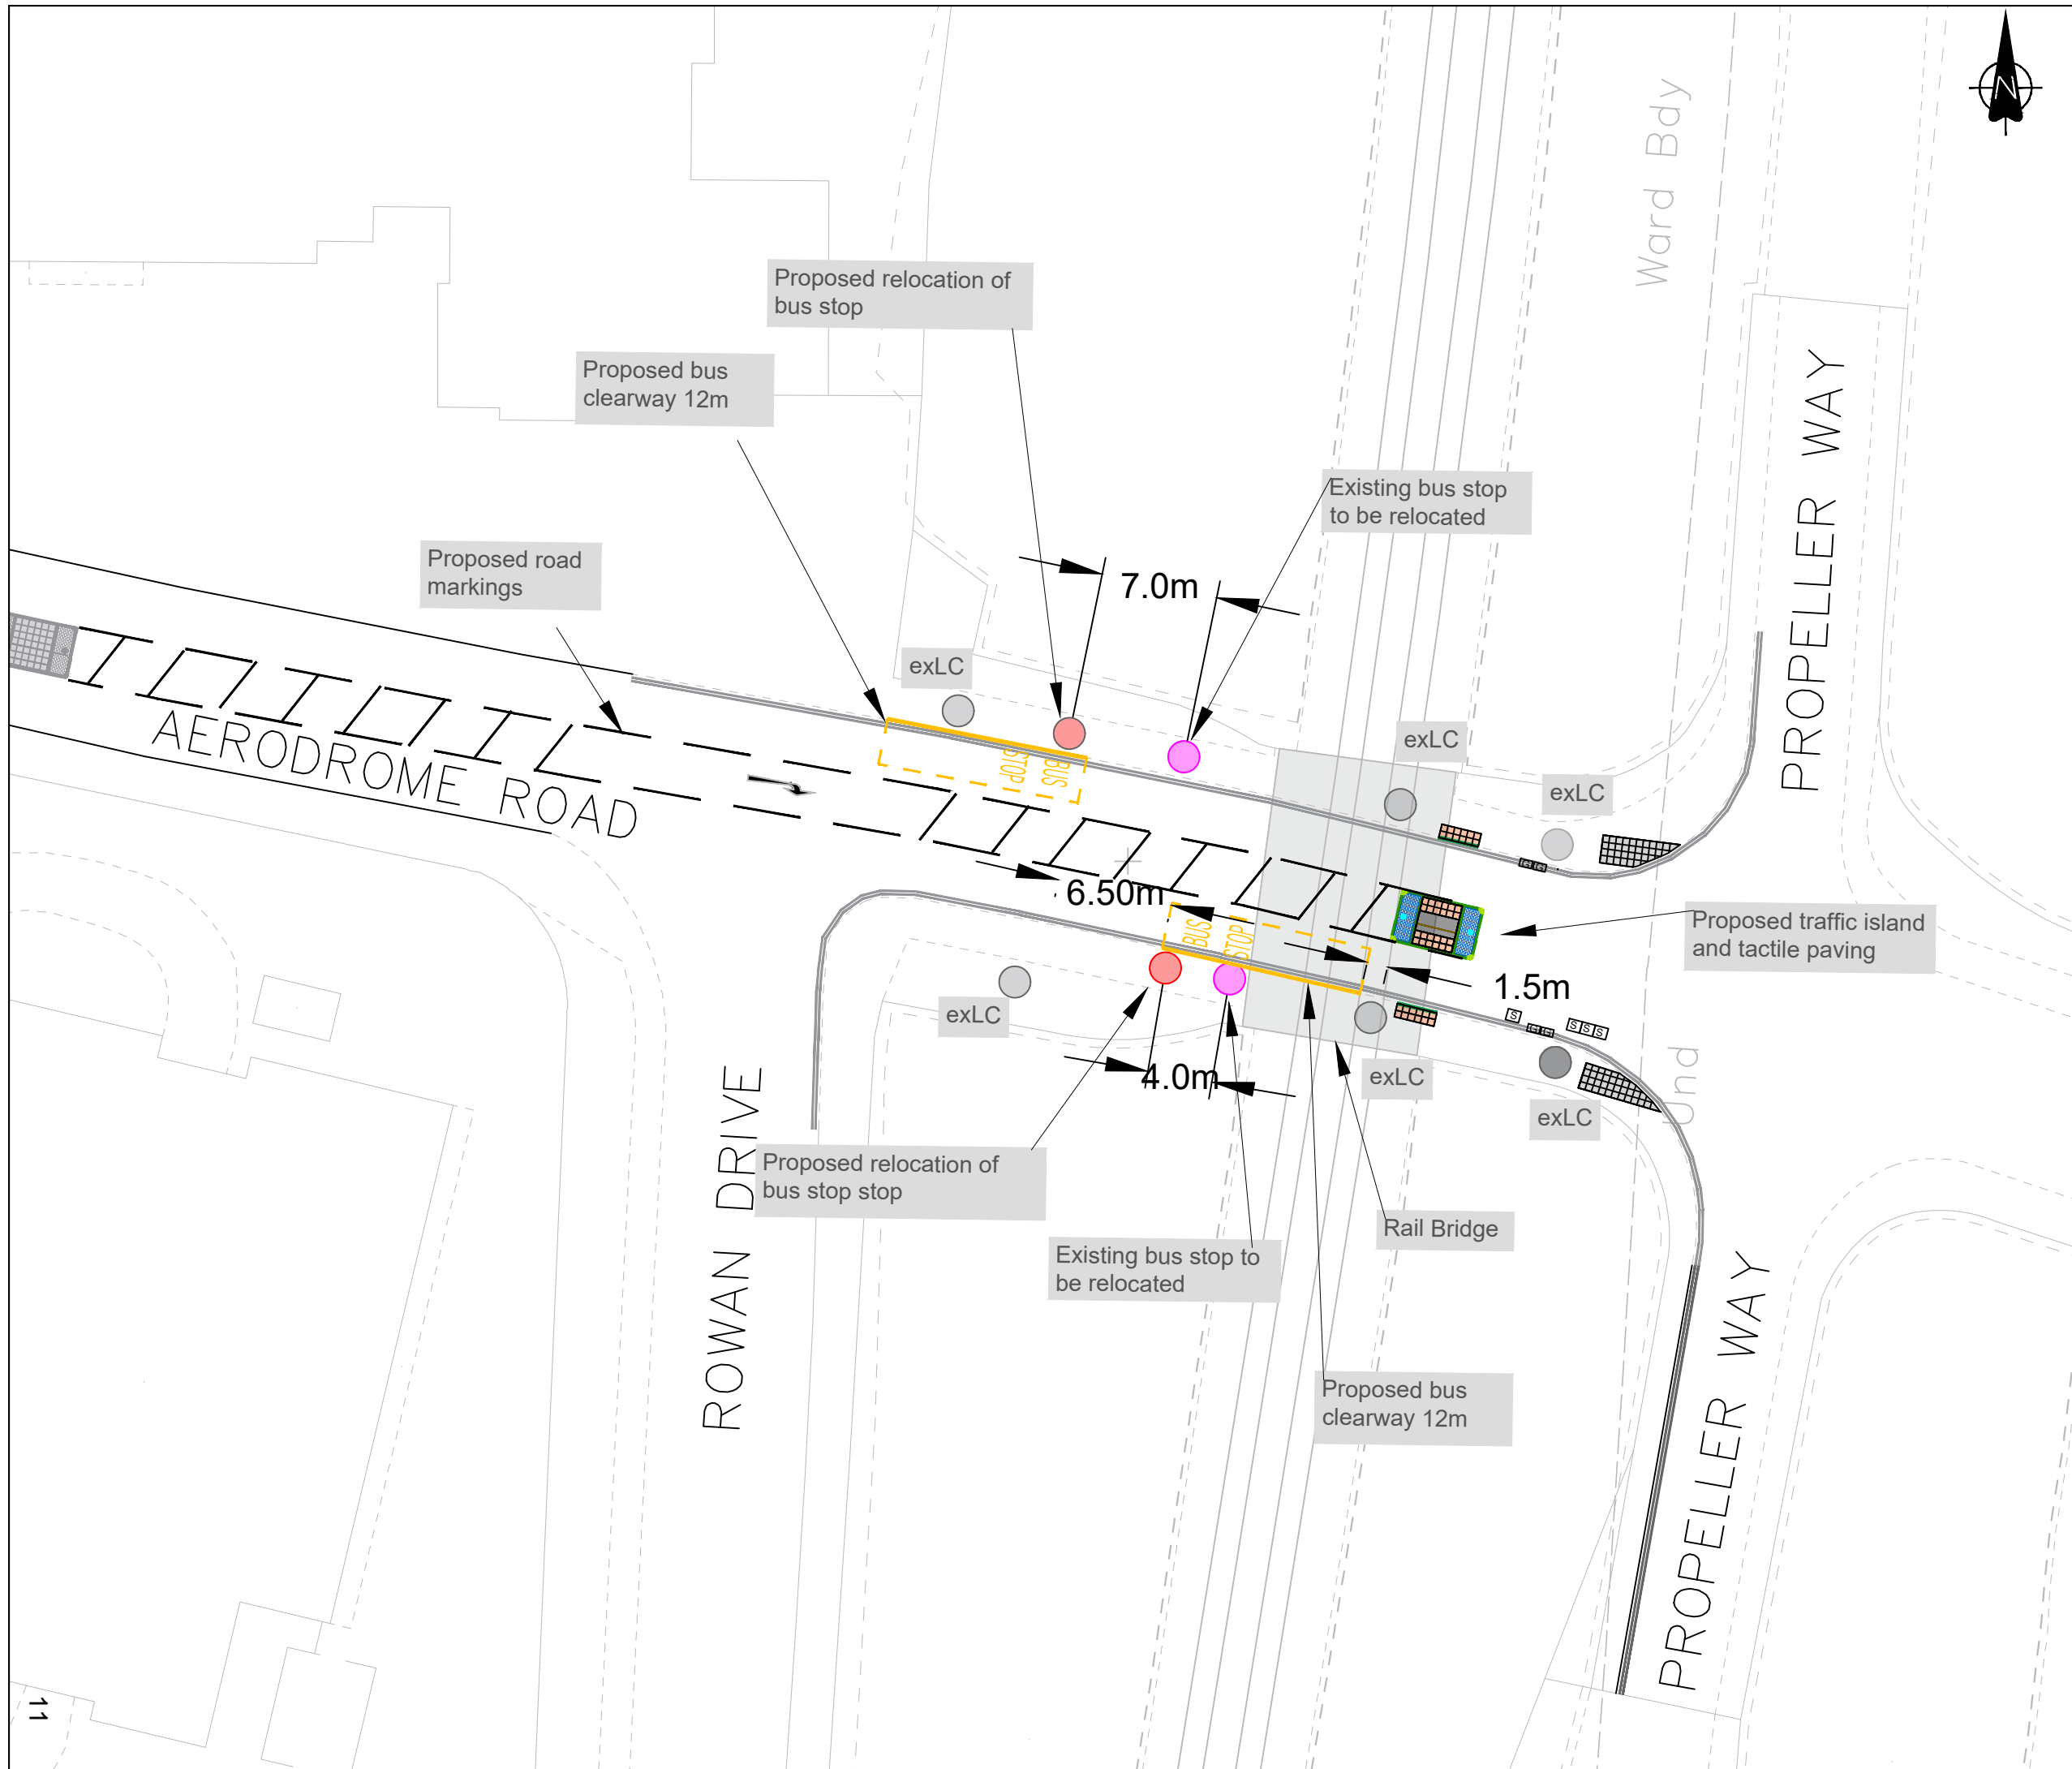 N
Ward Bdy
Proposed relocation of
bus stop
Proposed bus
clearway 12m
PROPELLER WAY
Existing bus stop
to be relocated
Proposed road
markings
7.0m
exLC
exLC
exLC
AERODROME ROAD
BUS
STOP
6.50m
BUS
STOP
Proposed traffic island
and tactile paving
1.5m
exLC
S
G G
G G
S S S
exLC
exLC
Und
4.0m
ROWAN DRIVE
Proposed relocation of
bus stop stop
Rail Bridge
Existing bus stop to
be relocated
PROPELLER WAY
Proposed bus
clearway 12m
11